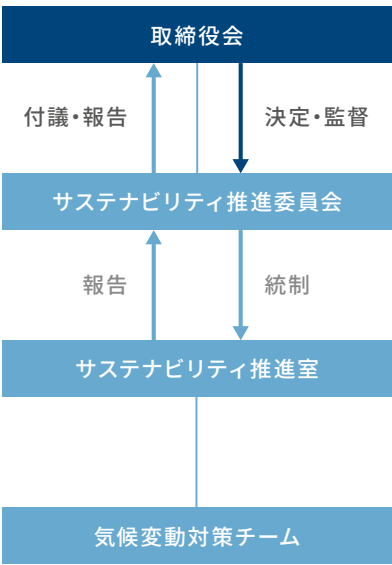 取締役会
付議・報告
決定・監督
サステナビリティ推進委員会
報告
統制
サステナビリティ推進室
気候変動対策チーム